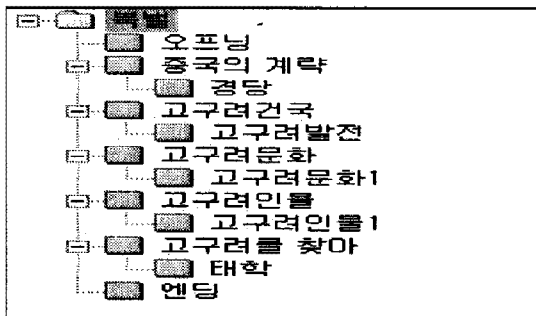 북벌
오프닝
중국의 계략
경당
고구려건국
고구려발전
고구려문화
고구려문화1
고구려인물
고구려인물1
고구려를 찾아
태학
엔딩